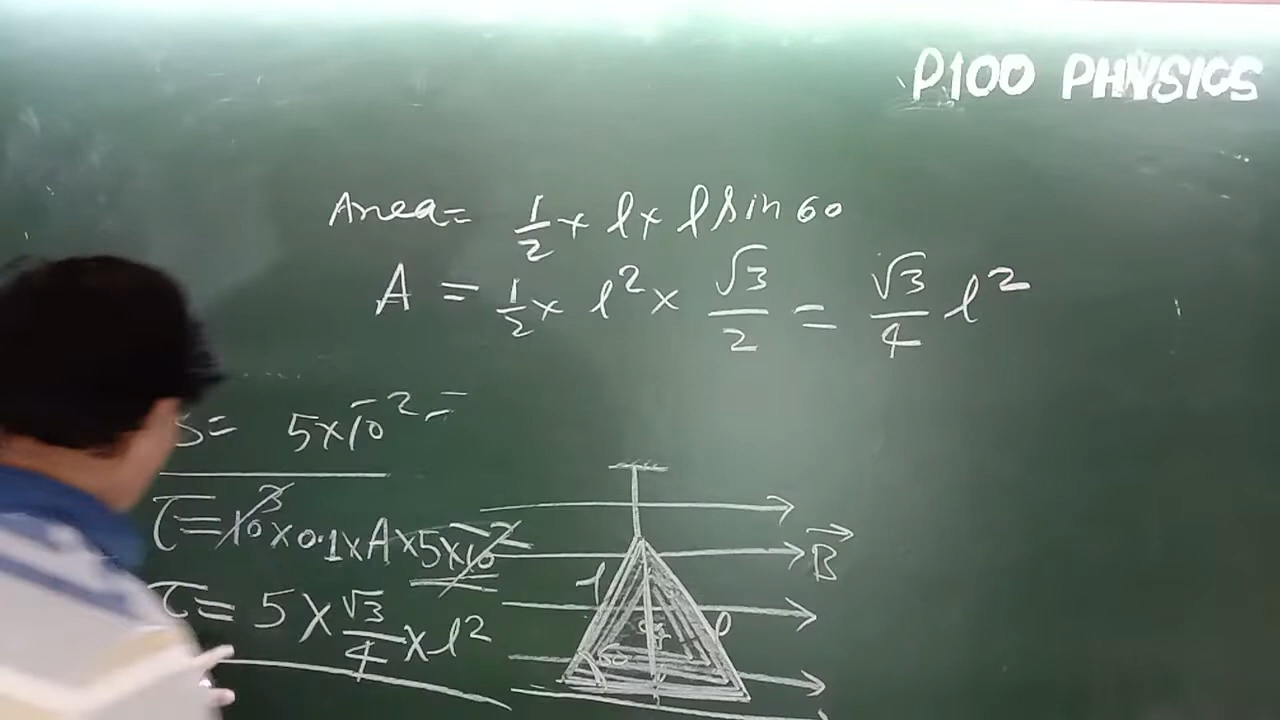 P100 PHYSICS
Area = 1/2 × l × l sin 60
A = 1/2 × l² × √3/2 = √3/4 l²
= 5×10⁻² =
τ = 10³ × 0.1 × A × 5×10⁻²
τ = 5 × √3/4 × l²
B⃗
l
l
60